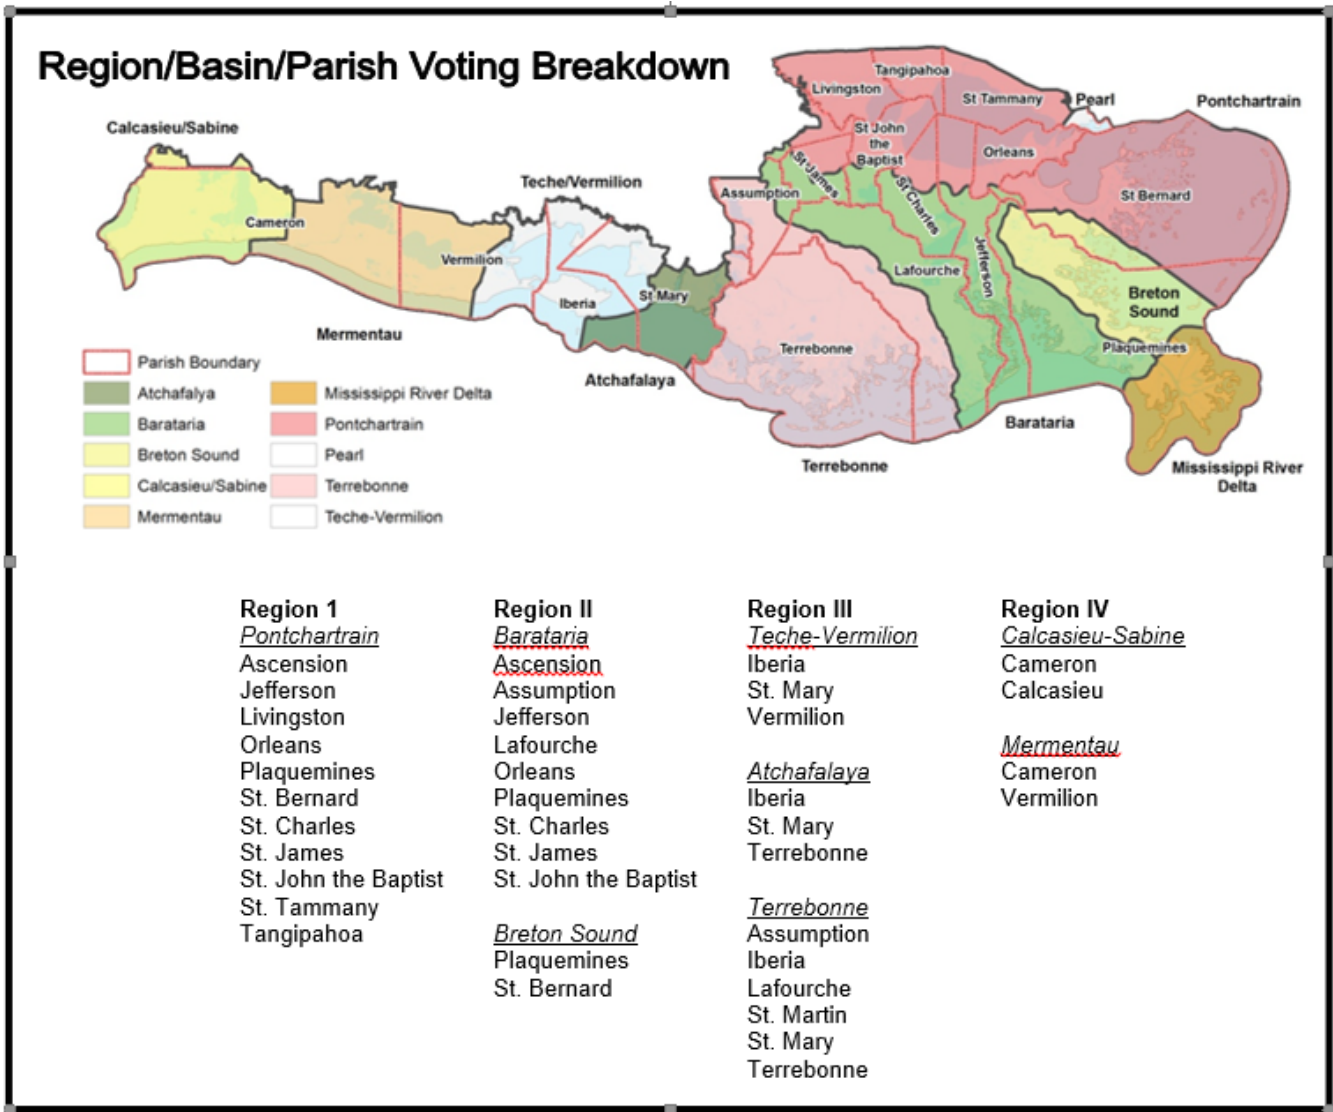 Region/Basin/Parish Voting Breakdown
Calcasieu/Sabine
Cameron
Mermentau
Vermilion
Teche/Vermilion
Iberia
St Mary
Atchafalaya
Assumption
Terrebonne
Terrebonne
Livingston
Tangipahoa
St Tammany
Pearl
Pontchartrain
St John
the
Baptist
Orleans
St James
St Charles
St Bernard
Lafourche
Jefferson
Breton
Sound
Plaquemines
Barataria
Mississippi River
Delta
Parish Boundary
Atchafalya
Barataria
Breton Sound
Calcasieu/Sabine
Mermentau
Mississippi River Delta
Pontchartrain
Pearl
Terrebonne
Teche-Vermilion
Region 1
Pontchartrain
Ascension
Jefferson
Livingston
Orleans
Plaquemines
St. Bernard
St. Charles
St. James
St. John the Baptist
St. Tammany
Tangipahoa
Region II
Barataria
Ascension
Assumption
Jefferson
Lafourche
Orleans
Plaquemines
St. Charles
St. James
St. John the Baptist
Breton Sound
Plaquemines
St. Bernard
Region III
Teche-Vermilion
Iberia
St. Mary
Vermilion
Atchafalaya
Iberia
St. Mary
Terrebonne
Terrebonne
Assumption
Iberia
Lafourche
St. Martin
St. Mary
Terrebonne
Region IV
Calcasieu-Sabine
Cameron
Calcasieu
Mermentau
Cameron
Vermilion